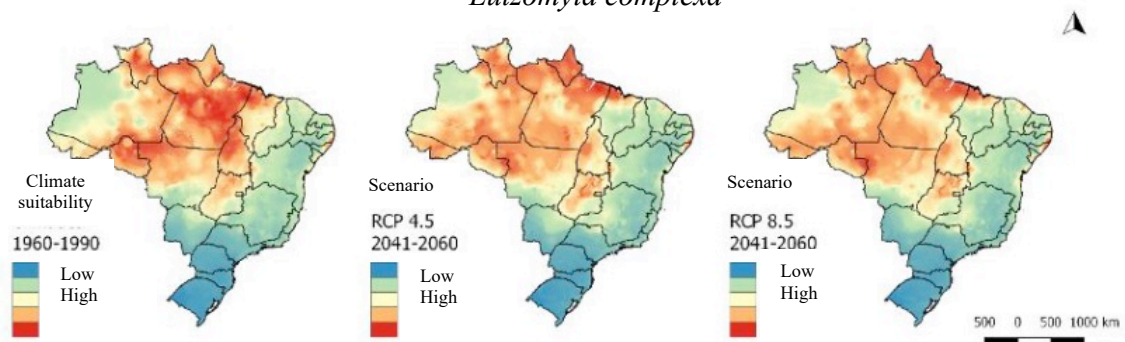 Lutzomyia complexa
Climate
suitability
1960-1990
Low
High
Scenario
RCP 4.5
2041-2060
Low
High
Scenario
RCP 8.5
2041-2060
Low
High
500 0 500 1000 km